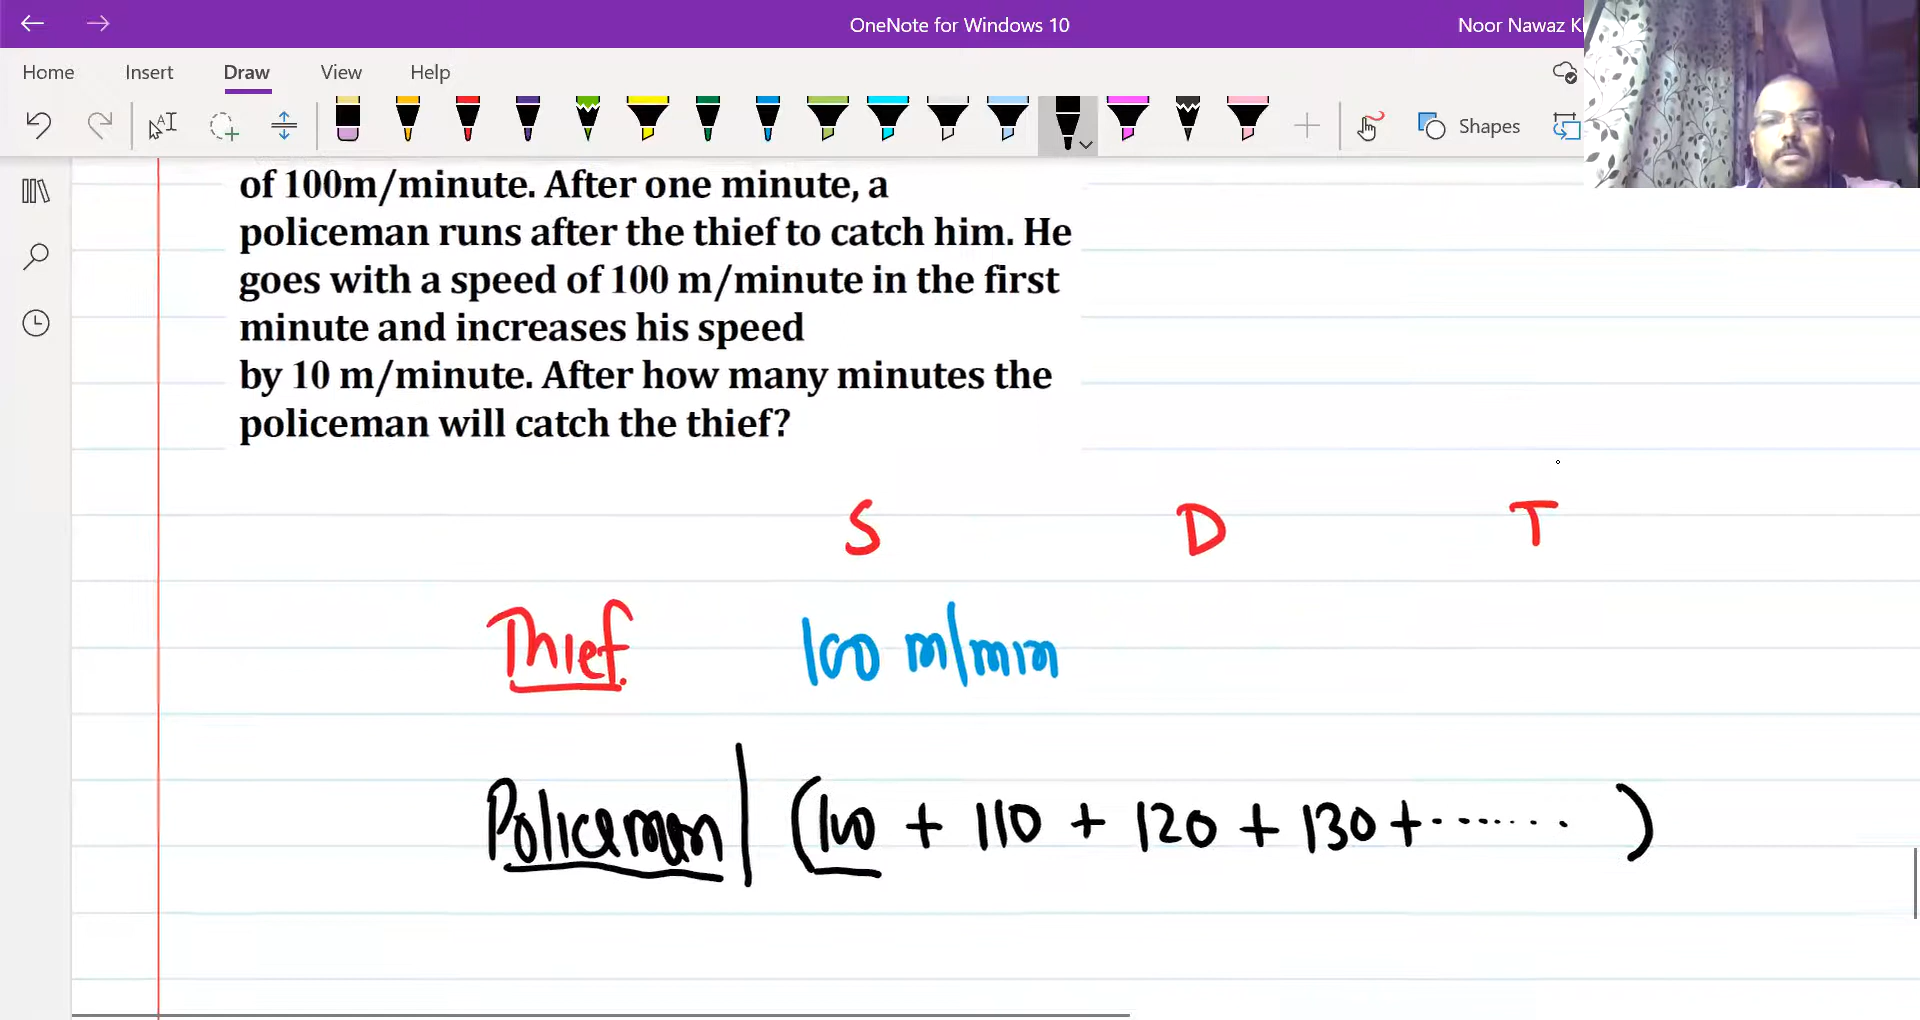 OneNote for Windows 10
Noor Nawaz K
Home Insert Draw View Help
Shapes
of 100m/minute. After one minute, a
policeman runs after the thief to catch him. He
goes with a speed of 100 m/minute in the first
minute and increases his speed
by 10 m/minute. After how many minutes the
policeman will catch the thief?
S D T
Thief 100 m/min
Policeman | (100 + 110 + 120 + 130 + ....... )